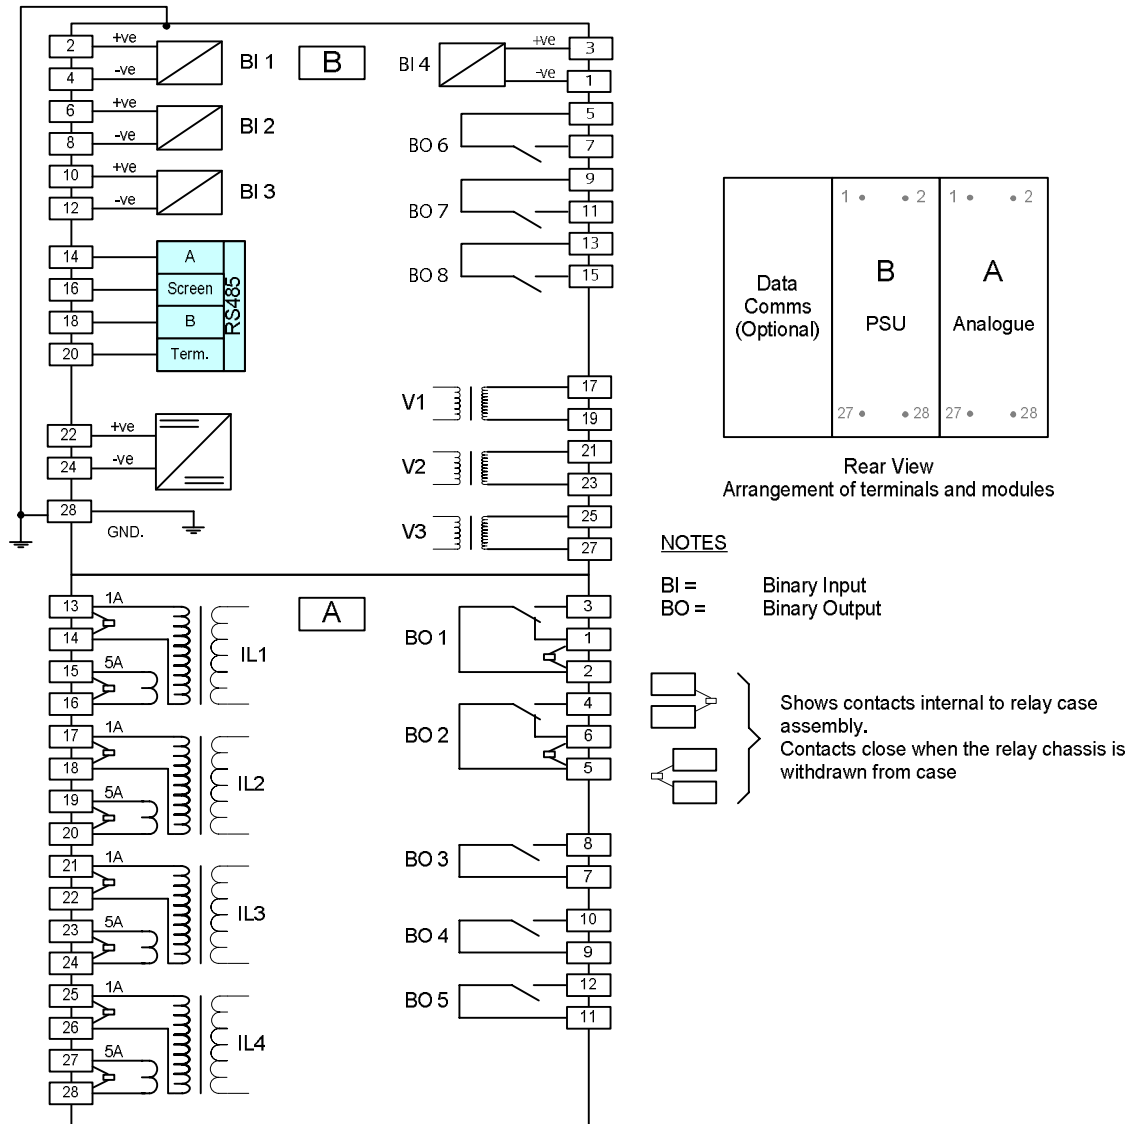 2
+ve
4
-ve
BI 1
B
6
+ve
8
-ve
BI 2
10
+ve
12
-ve
BI 3
14
A
16
Screen
18
B
20
Term.
RS485
22
+ve
24
-ve
28
GND.
BI 4
+ve
3
-ve
1
BO 6
5
7
BO 7
9
11
BO 8
13
15
V1
17
19
V2
21
23
V3
25
27
A
13
1A
14
15
5A
16
IL1
17
1A
18
19
5A
20
IL2
21
1A
22
23
5A
24
IL3
25
1A
26
27
5A
28
IL4
BO 1
3
1
2
BO 2
4
6
5
BO 3
8
7
BO 4
10
9
BO 5
12
11
Data
Comms
(Optional)
1
2
B
PSU
27
28
1
2
A
Analogue
27
28
Rear View
Arrangement of terminals and modules
NOTES
BI = Binary Input
BO = Binary Output
Shows contacts internal to relay case
assembly.
Contacts close when the relay chassis is
withdrawn from case